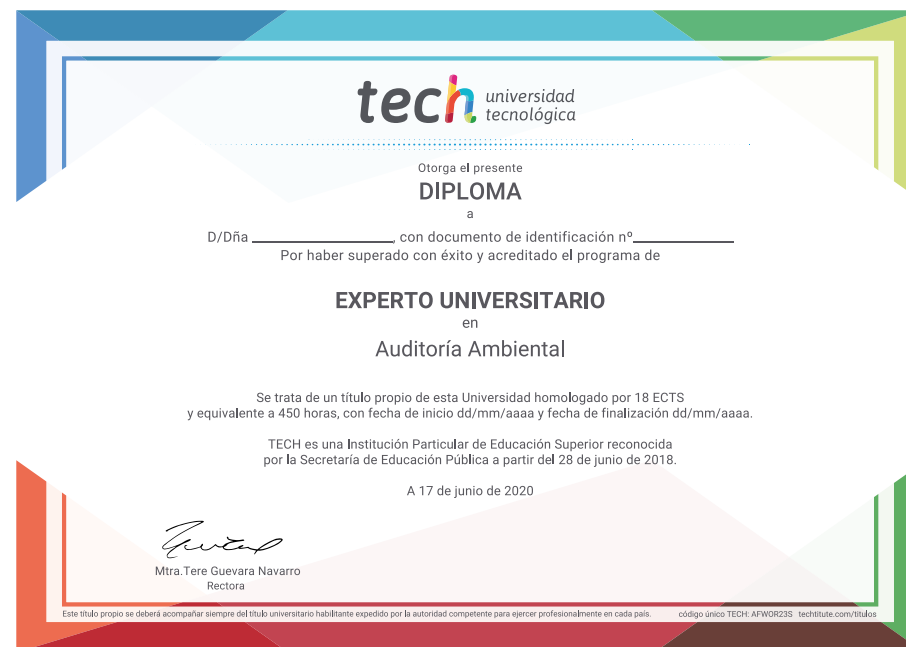 tech universidad
tecnológica
Otorga el presente
DIPLOMA
a
D/Dña ________________, con documento de identificación nº____________
Por haber superado con éxito y acreditado el programa de
EXPERTO UNIVERSITARIO
en
Auditoría Ambiental
Se trata de un título propio de esta Universidad homologado por 18 ECTS
y equivalente a 450 horas, con fecha de inicio dd/mm/aaaa y fecha de finalización dd/mm/aaaa.
TECH es una Institución Particular de Educación Superior reconocida
por la Secretaría de Educación Pública a partir del 28 de junio de 2018.
A 17 de junio de 2020
Mtra.Tere Guevara Navarro
Rectora
Este título propio se deberá acompañar siempre del título universitario habilitante expedido por la autoridad competente para ejercer profesionalmente en cada país. código único TECH: AFWOR23S techtitute.com/titulos